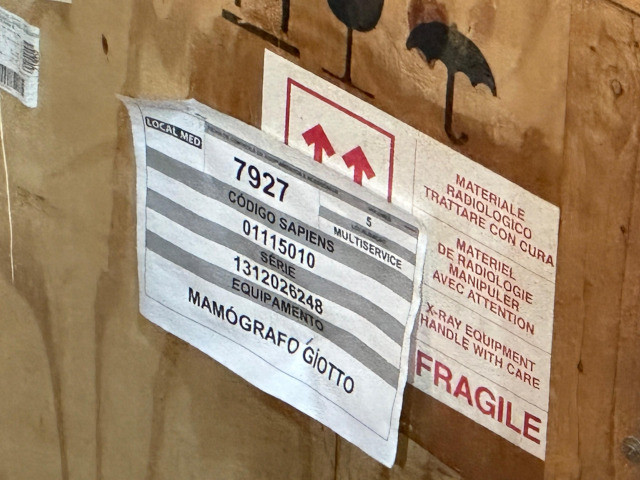 LOCAL MED
7927
5
CÓDIGO SAPIENS
MULTISERVICE
01115010
SÉRIE
1312026248
EQUIPAMENTO
MAMÓGRAFO GIOTTO
MATERIALE
RADIOLOGICO
TRATTARE CON CURA
MATERIEL
DE RADIOLOGIE
MANIPULER
AVEC ATTENTION
X-RAY EQUIPMENT
HANDLE WITH CARE
FRAGILE